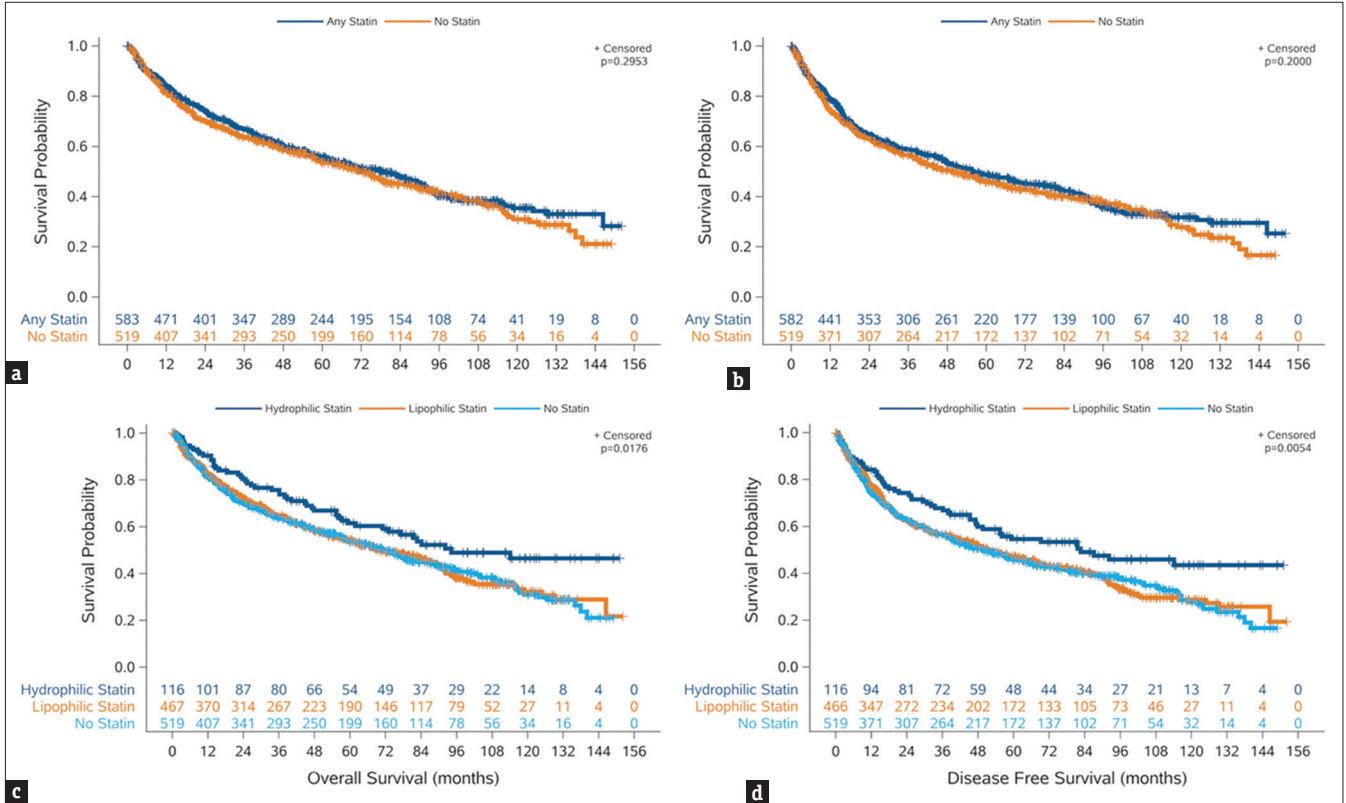 Any Statin No Statin
+ Censored
p=0.2953
1.0
0.8
0.6
0.4
0.2
0.0
Survival Probability
Any Statin 583 471 401 347 289 244 195 154 108 74 41 19 8 0
No Statin 519 407 341 293 250 199 160 114 78 56 34 16 4 0
0 12 24 36 48 60 72 84 96 108 120 132 144 156
a
Any Statin No Statin
+ Censored
p=0.2000
1.0
0.8
0.6
0.4
0.2
0.0
Survival Probability
Any Statin 582 441 353 306 261 220 177 139 100 67 40 18 8 0
No Statin 519 371 307 264 217 172 137 102 71 54 32 14 4 0
0 12 24 36 48 60 72 84 96 108 120 132 144 156
b
Hydrophilic Statin Lipophilic Statin No Statin
+ Censored
p=0.0176
1.0
0.8
0.6
0.4
0.2
0.0
Survival Probability
Hydrophilic Statin 116 101 87 80 66 54 49 37 29 22 14 8 4 0
Lipophilic Statin 467 370 314 267 223 190 146 117 79 52 27 11 4 0
No Statin 519 407 341 293 250 199 160 114 78 56 34 16 4 0
0 12 24 36 48 60 72 84 96 108 120 132 144 156
Overall Survival (months)
c
Hydrophilic Statin Lipophilic Statin No Statin
+ Censored
p=0.0054
1.0
0.8
0.6
0.4
0.2
0.0
Survival Probability
Hydrophilic Statin 116 94 81 72 59 48 44 34 27 21 13 7 4 0
Lipophilic Statin 466 347 272 234 202 172 133 105 73 46 27 11 4 0
No Statin 519 371 307 264 217 172 137 102 71 54 32 14 4 0
0 12 24 36 48 60 72 84 96 108 120 132 144 156
Disease Free Survival (months)
d